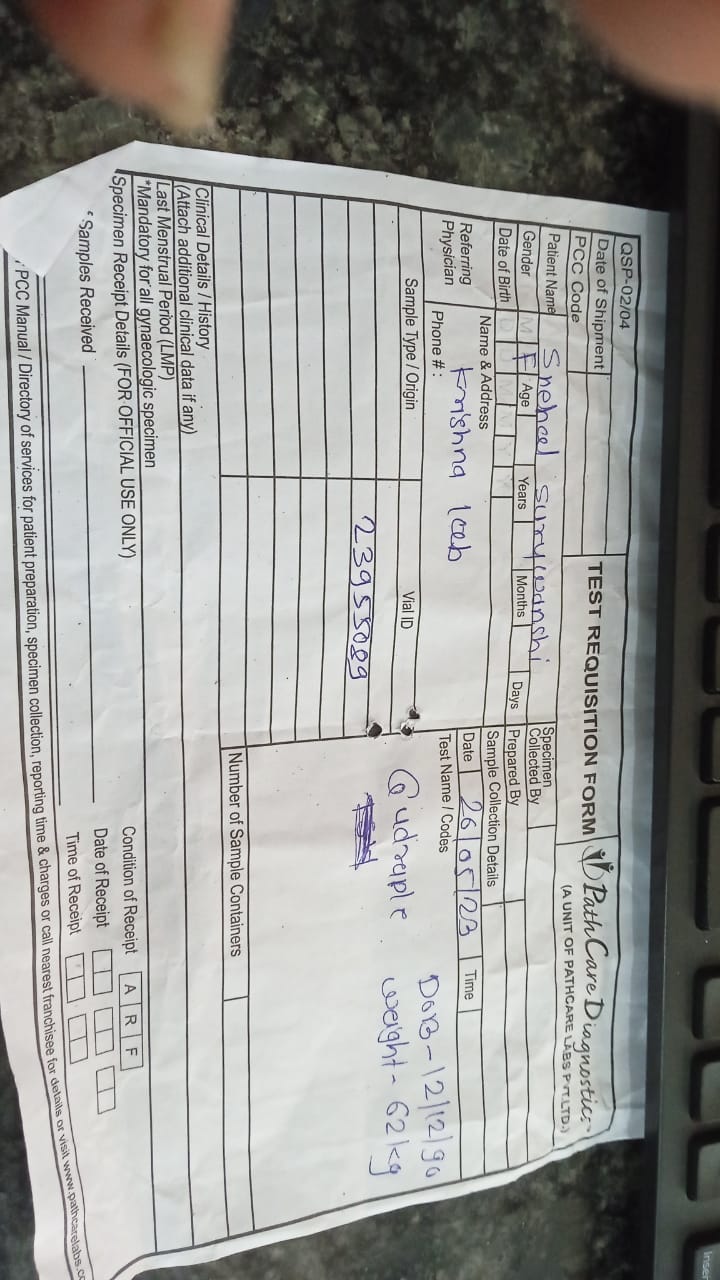 QSP-02/04
TEST REQUISITION FORM
PathCare Diagnostics
(A UNIT OF PATHCARE LABS PVT.LTD.)
Date of Shipment
PCC Code
Patient Name Snehal Suryawanshi
Gender M F Age Years Months Days
Date of Birth D D M M Y Y
Specimen Collected By
Prepared By
Sample Collection Details
Date 26/05/23 Time
Referring Physician
Name & Address
Krishna lab
Phone #:
Test Name / Codes
Sample Type / Origin
Vial ID
23955089
Qudraple
DOB-12/12/90
weight-62kg
Number of Sample Containers
Clinical Details / History
(Attach additional clinical data if any)
Last Menstrual Period (LMP)
*Mandatory for all gynaecologic specimen
Specimen Receipt Details (FOR OFFICIAL USE ONLY)
Condition of Receipt A R F
*Samples Received
Date of Receipt
Time of Receipt
PCC Manual / Directory of services for patient preparation, specimen collection, reporting time & charges or call nearest franchisee for details or visit www.pathcarelabs.c
Inse